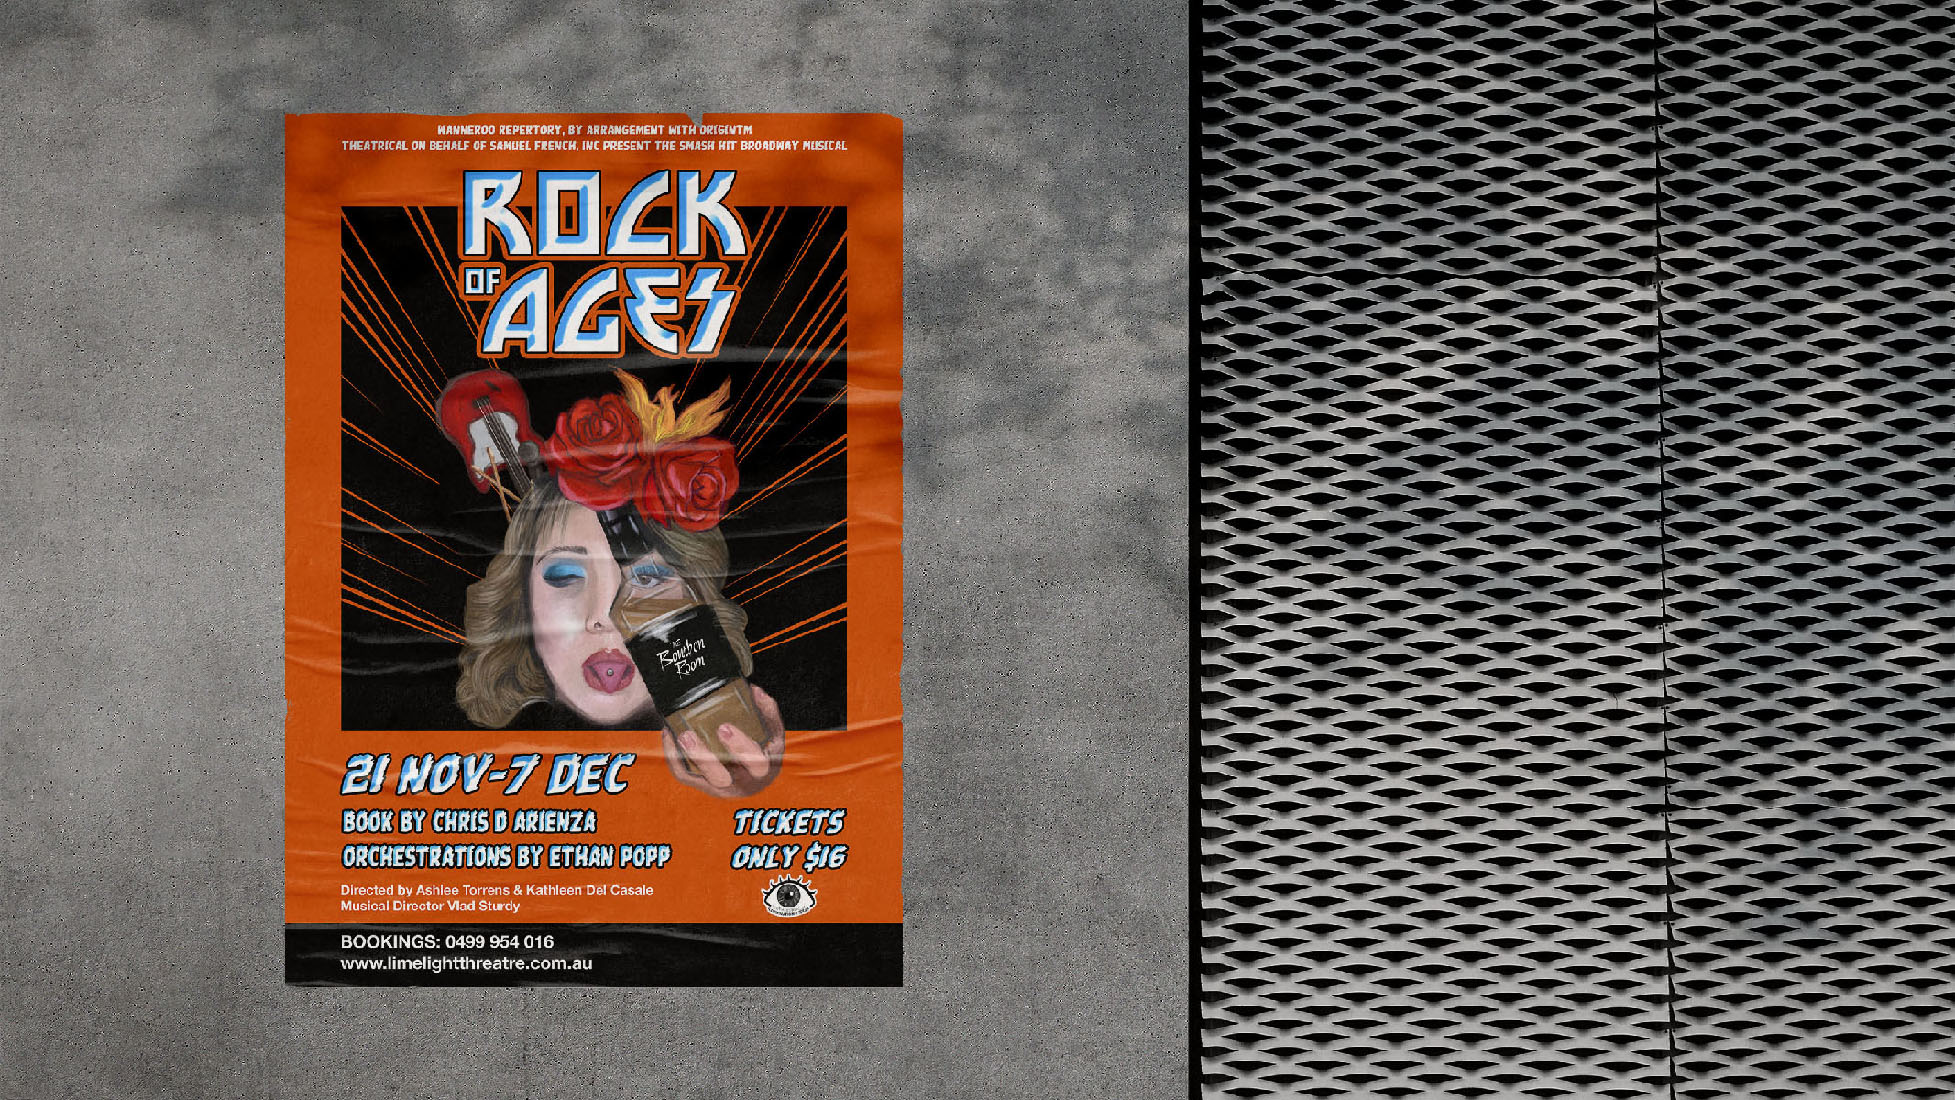 WANNEROO REPERTORY, BY ARRANGEMENT WITH ORIGINTM
THEATRICAL ON BEHALF OF SAMUEL FRENCH, INC PRESENT THE SMASH HIT BROADWAY MUSICAL
ROCK
OF AGES
THE
Bourbon
Room
21 NOV-7 DEC
BOOK BY CHRIS D ARIENZA
ORCHESTRATIONS BY ETHAN POPP
TICKETS
ONLY $16
Directed by Ashlee Torrens & Kathleen Del Casale
Musical Director Vlad Sturdy
BOOKINGS: 0499 954 016
www.limelightthreatre.com.au